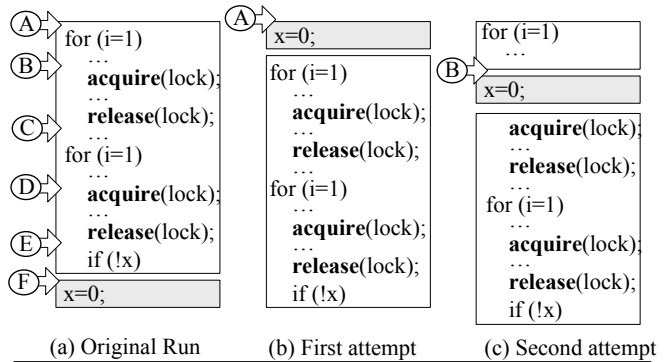 A
for (i=1)
...
B
acquire(lock);
...
release(lock);
C
...
for (i=1)
...
D
acquire(lock);
...
release(lock);
E
if (!x)
F
x=0;
(a) Original Run
A
x=0;
for (i=1)
...
acquire(lock);
...
release(lock);
...
for (i=1)
...
acquire(lock);
...
release(lock);
if (!x)
(b) First attempt
for (i=1)
...
B
x=0;
acquire(lock);
...
release(lock);
...
for (i=1)
...
acquire(lock);
...
release(lock);
if (!x)
(c) Second attempt